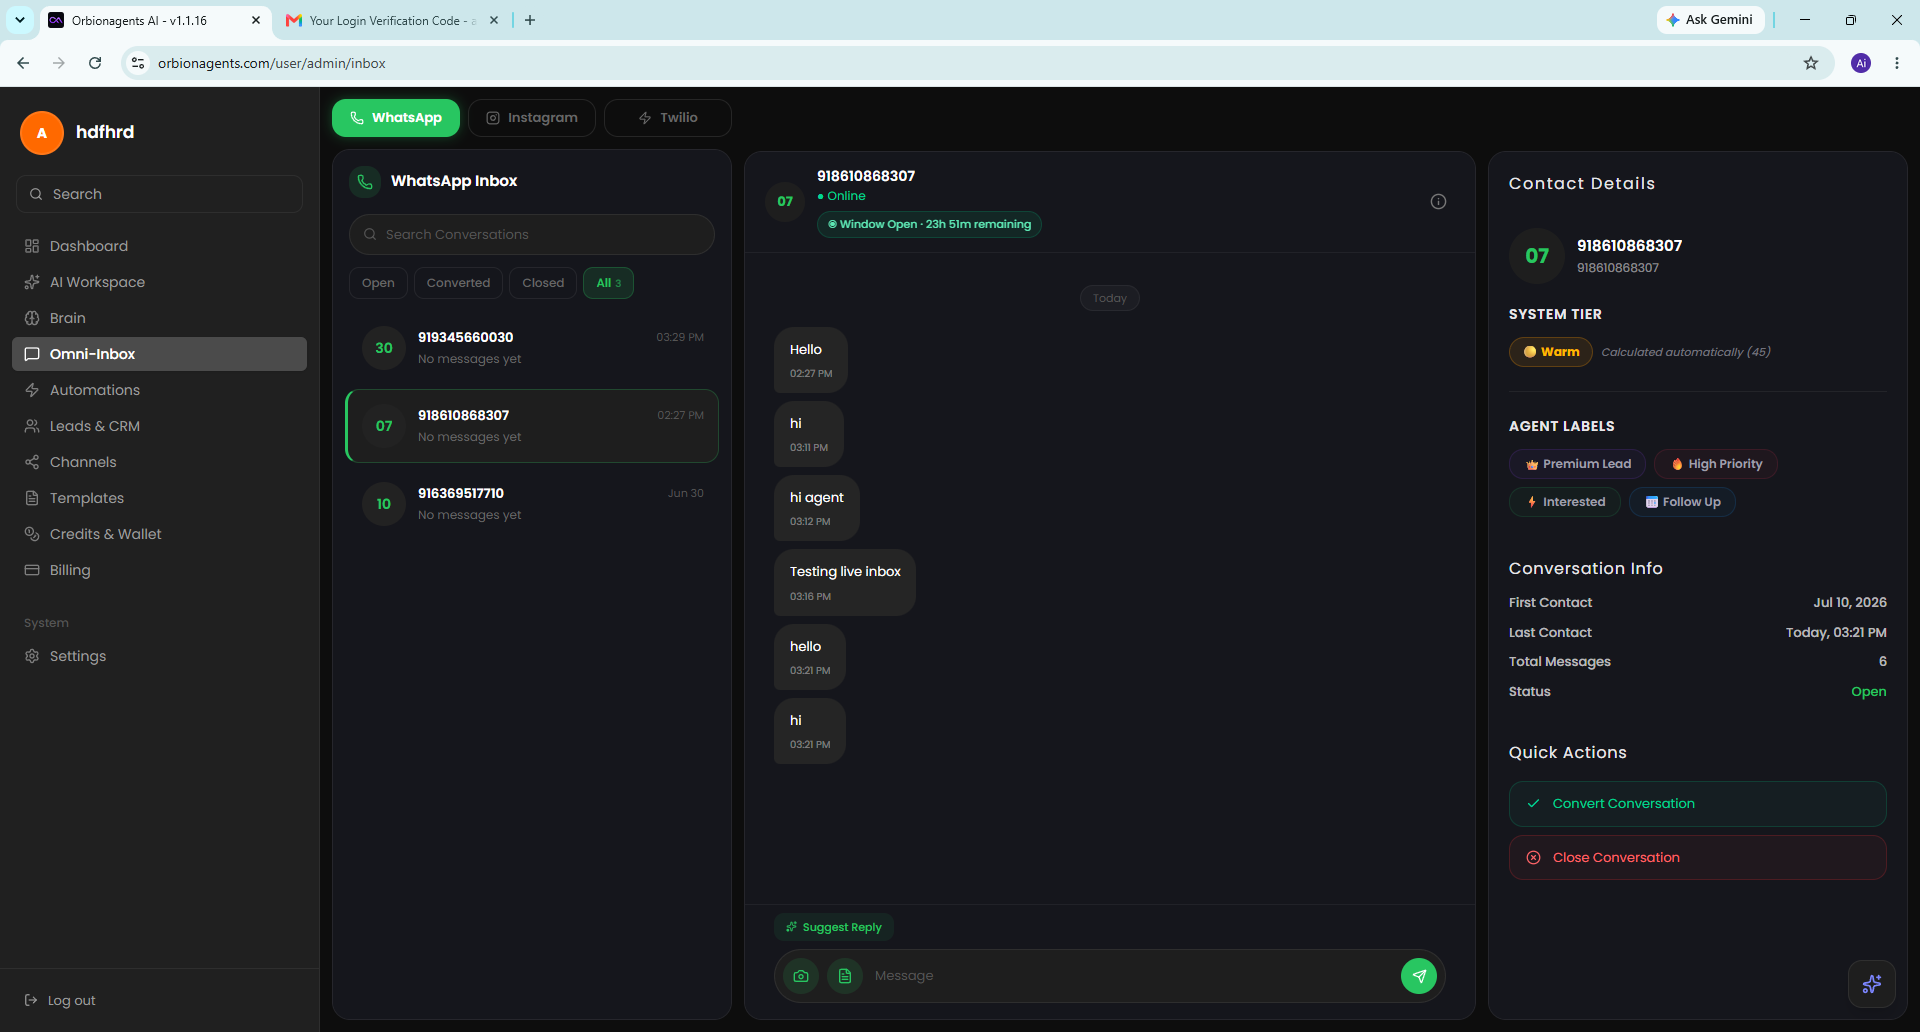 Orbionagents AI - v1.1.16
Your Login Verification Code -
Ask Gemini
orbionagents.com/user/admin/inbox
Ai
A
hdfhrd
Search
Dashboard
AI Workspace
Brain
Omni-Inbox
Automations
Leads & CRM
Channels
Templates
Credits & Wallet
Billing
System
Settings
Log out
WhatsApp
Instagram
Twilio
WhatsApp Inbox
Search Conversations
Open
Converted
Closed
All 3
30
919345660030
03:29 PM
No messages yet
07
918610868307
02:27 PM
No messages yet
10
916369517710
Jun 30
No messages yet
07
918610868307
Online
Window Open · 23h 51m remaining
Today
Hello
02:27 PM
hi
03:11 PM
hi agent
03:12 PM
Testing live inbox
03:16 PM
hello
03:21 PM
hi
03:21 PM
Suggest Reply
Message
Contact Details
07
918610868307
918610868307
SYSTEM TIER
Warm
Calculated automatically (45)
AGENT LABELS
Premium Lead
High Priority
Interested
Follow Up
Conversation Info
First Contact
Jul 10, 2026
Last Contact
Today, 03:21 PM
Total Messages
6
Status
Open
Quick Actions
Convert Conversation
Close Conversation